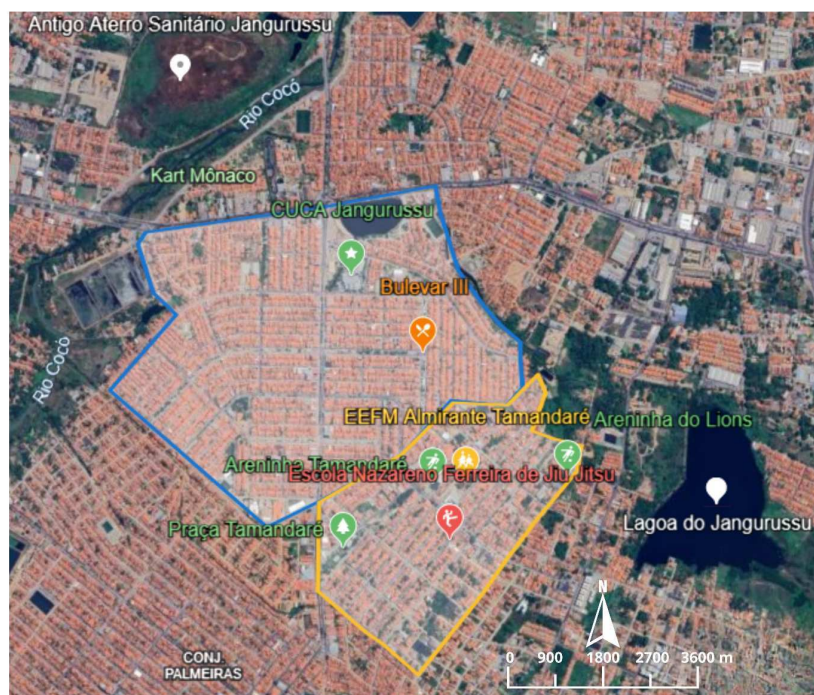 Antigo Aterro Sanitário Jangurussu
Rio Cocó
Kart Mônaco
CUCA Jangurussu
Bulevar III
Rio Cocó
EEFM Almirante Tamandaré
Areninha do Lions
Areninha Tamandaré
Escola Nazareno Ferreira de Jiu Jitsu
Praça Tamandaré
Lagoa do Jangurussu
N
CONJ.
PALMEIRAS
0 900 1800 2700 3600 m